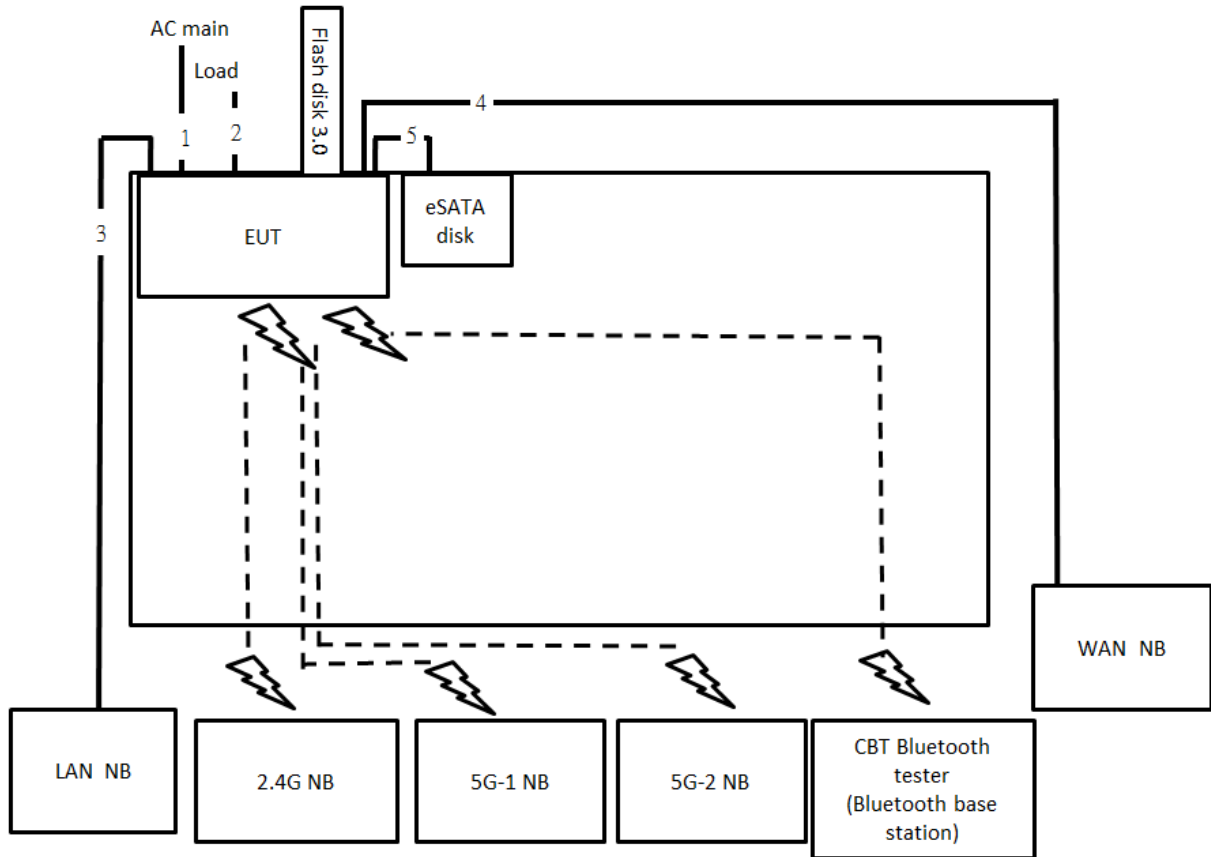 AC main
Load
Flash disk 3.0
4
1
2
5
3
EUT
eSATA
disk
WAN NB
LAN NB
2.4G NB
5G-1 NB
5G-2 NB
CBT Bluetooth
tester
(Bluetooth base
station)